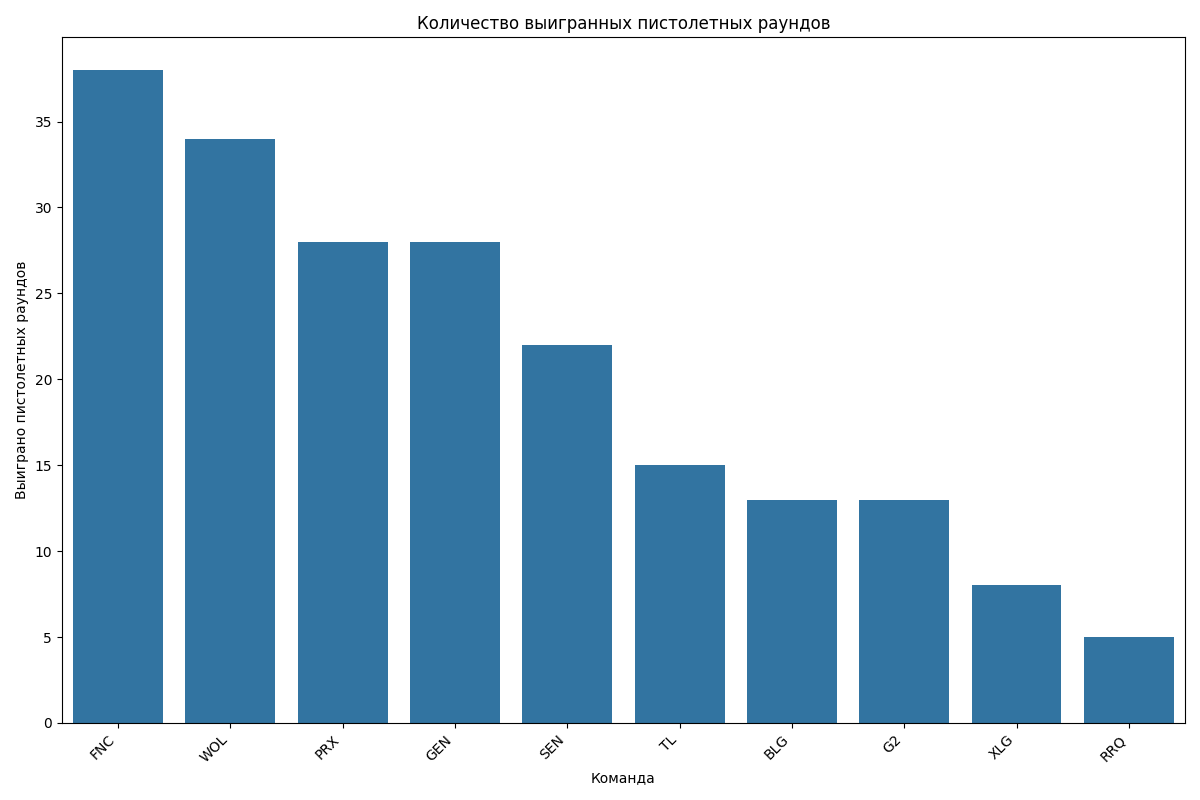 Количество выигранных пистолетных раундов
Выиграно пистолетных раундов
35
30
25
20
15
10
5
0
FNC
WOL
PRX
GEN
SEN
TL
BLG
G2
XLG
RRQ
Команда